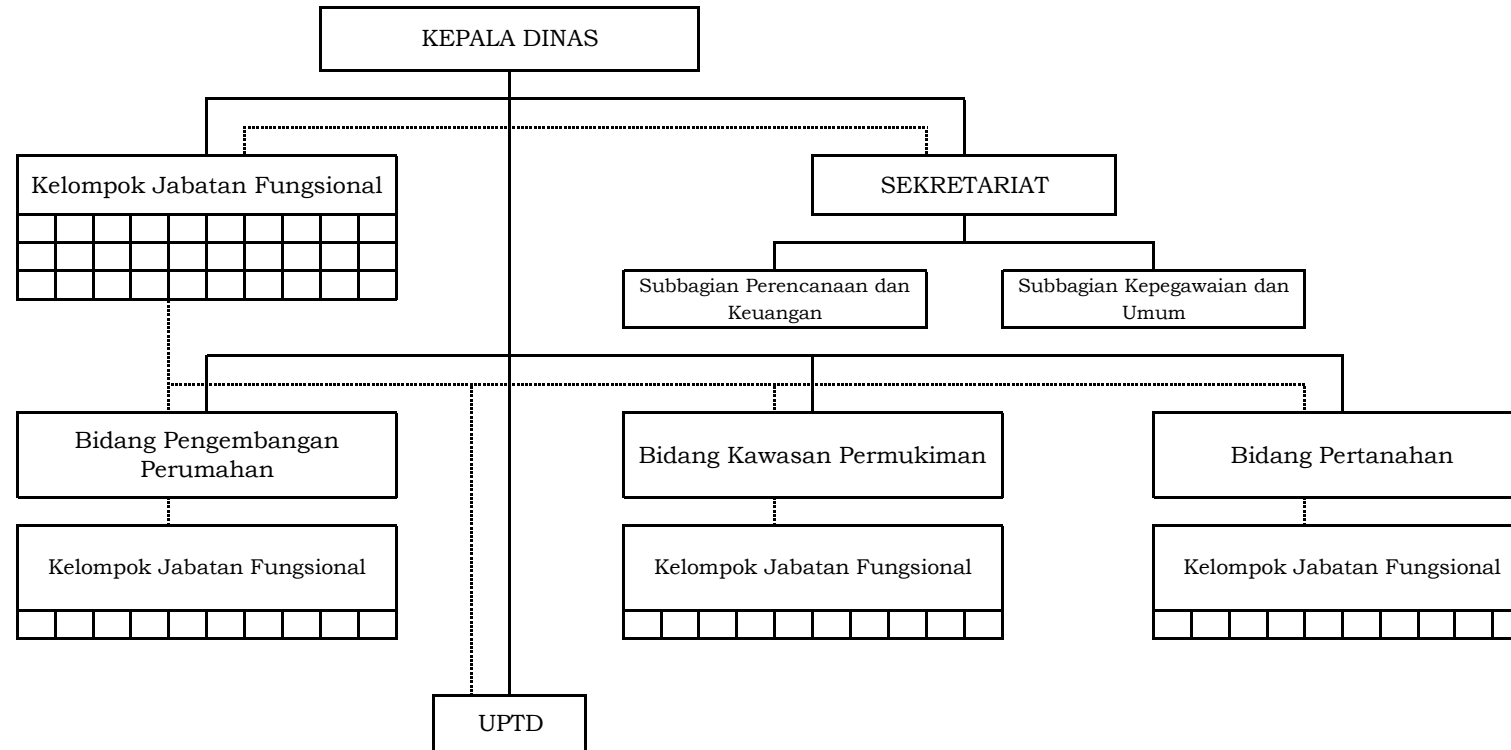 KEPALA DINAS
Kelompok Jabatan Fungsional
SEKRETARIAT
Subbagian Perencanaan dan
Keuangan
Subbagian Kepegawaian dan
Umum
Bidang Pengembangan
Perumahan
Bidang Kawasan Permukiman
Bidang Pertanahan
Kelompok Jabatan Fungsional
Kelompok Jabatan Fungsional
Kelompok Jabatan Fungsional
UPTD